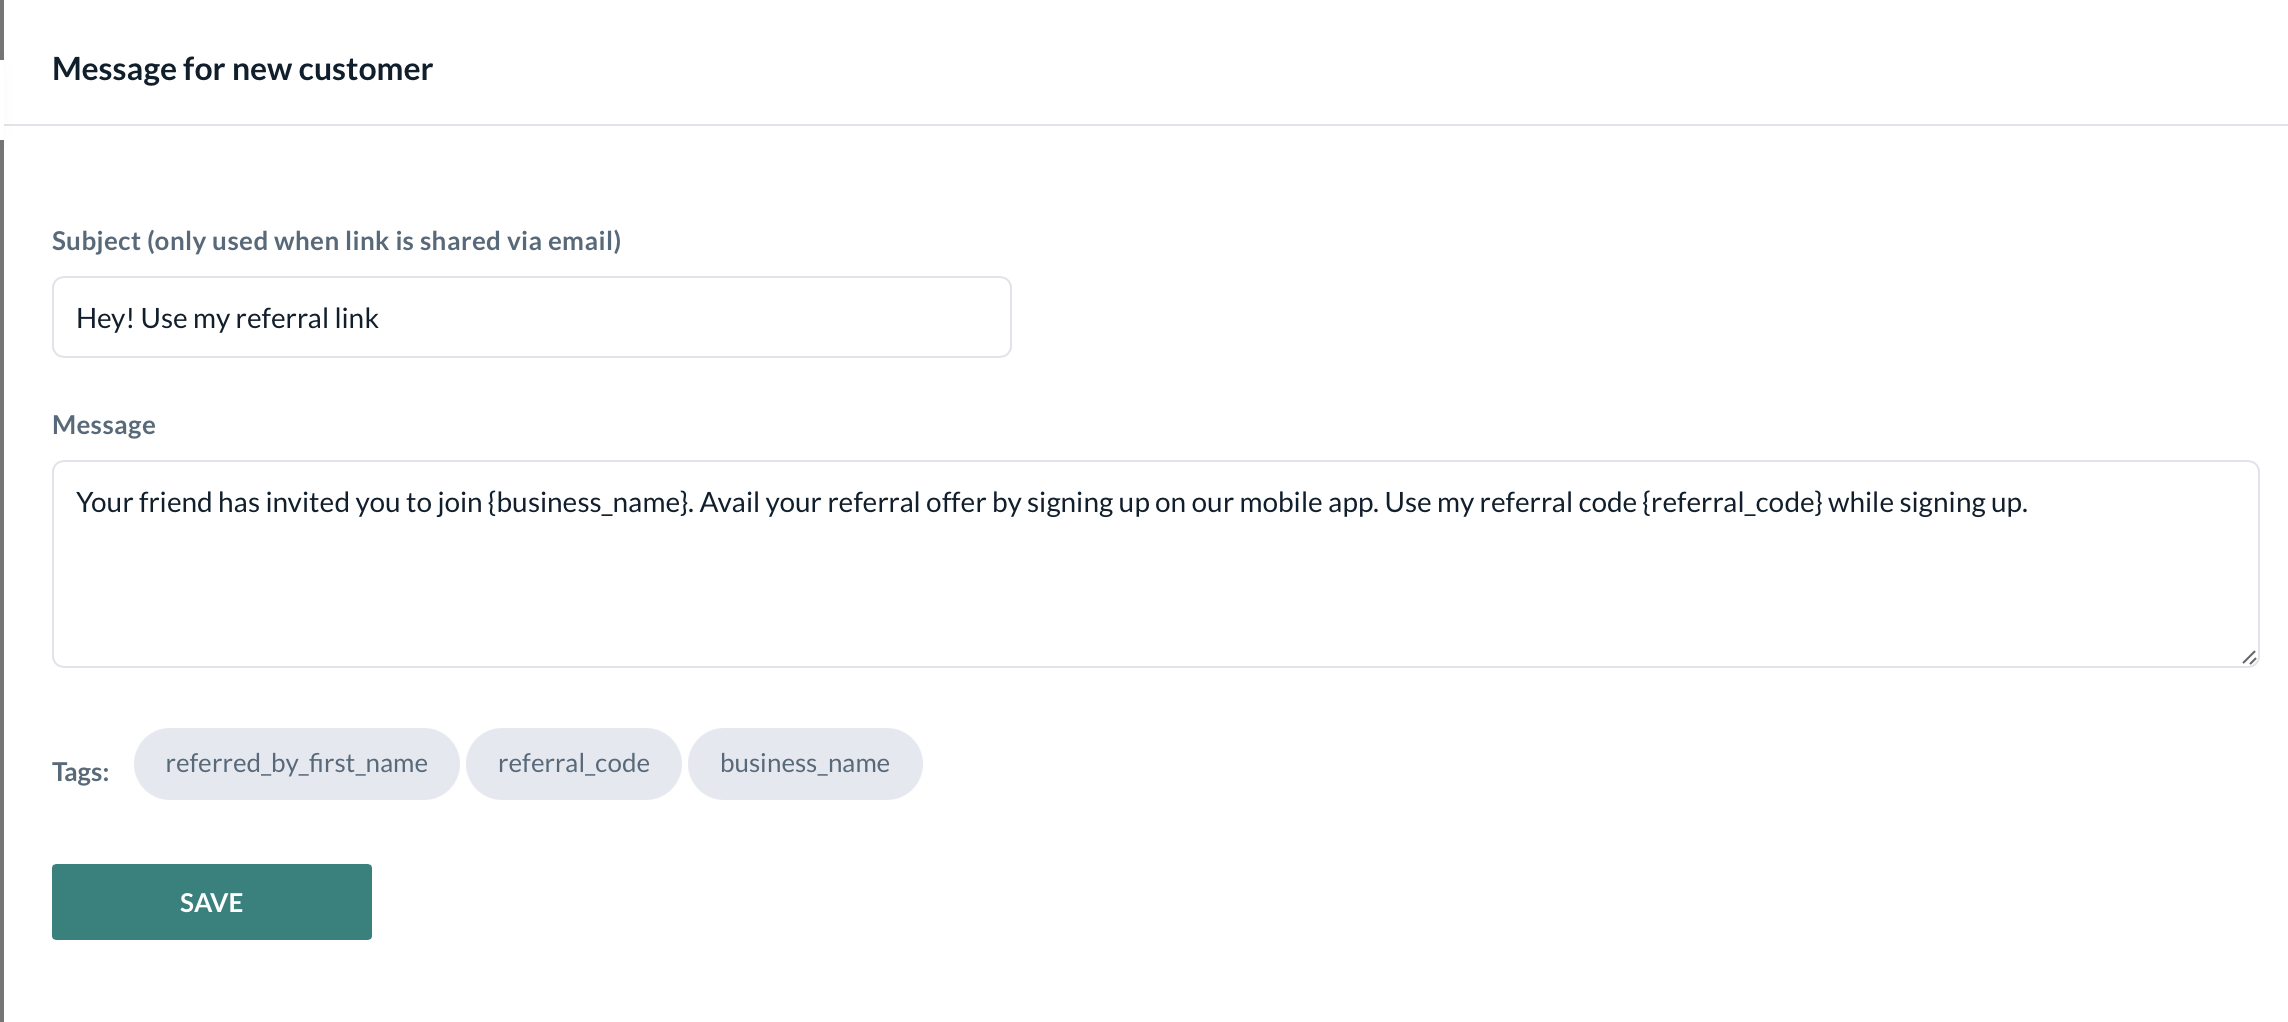 Message for new customer
Subject (only used when link is shared via email)
Hey! Use my referral link
Message
Your friend has invited you to join {business_name}. Avail your referral offer by signing up on our mobile app. Use my referral code {referral_code} while signing up.
Tags: referred_by_first_name referral_code business_name
SAVE